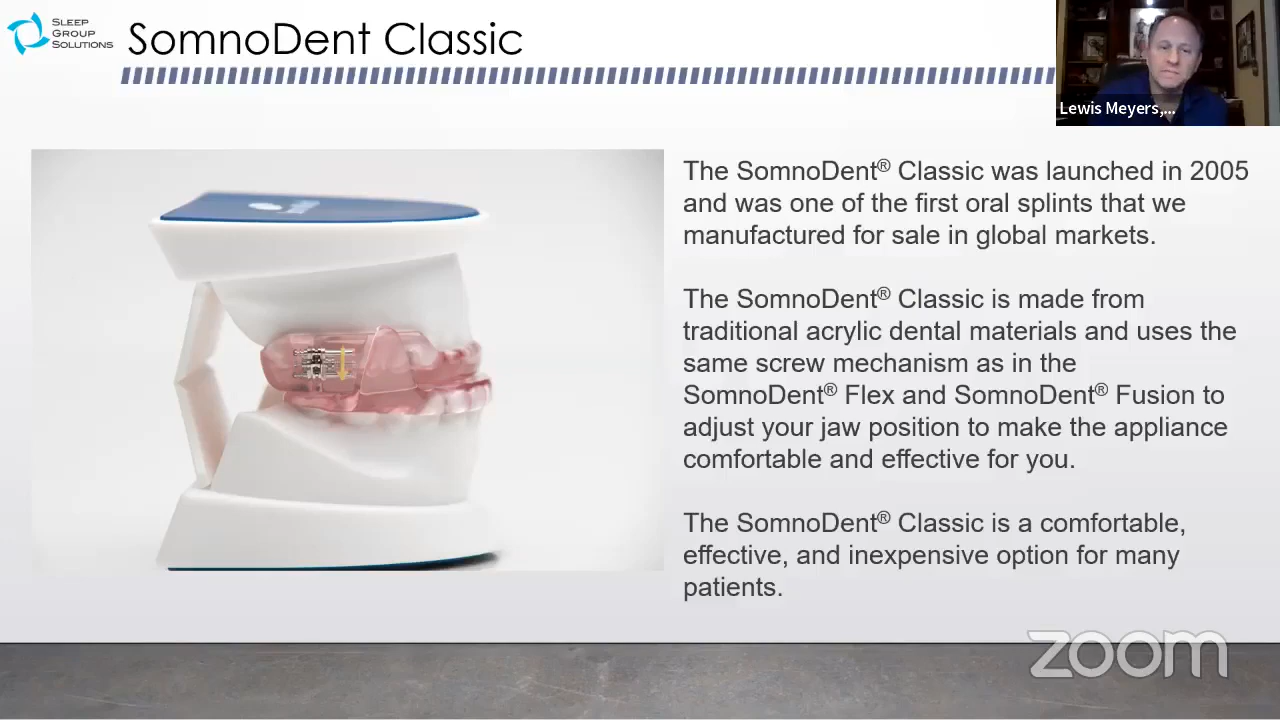 SLEEP
GROUP
SOLUTIONS
SomnoDent Classic
Lewis Meyers,...
The SomnoDent® Classic was launched in 2005
and was one of the first oral splints that we
manufactured for sale in global markets.
The SomnoDent® Classic is made from
traditional acrylic dental materials and uses the
same screw mechanism as in the
SomnoDent® Flex and SomnoDent® Fusion to
adjust your jaw position to make the appliance
comfortable and effective for you.
The SomnoDent® Classic is a comfortable,
effective, and inexpensive option for many
patients.
zoom